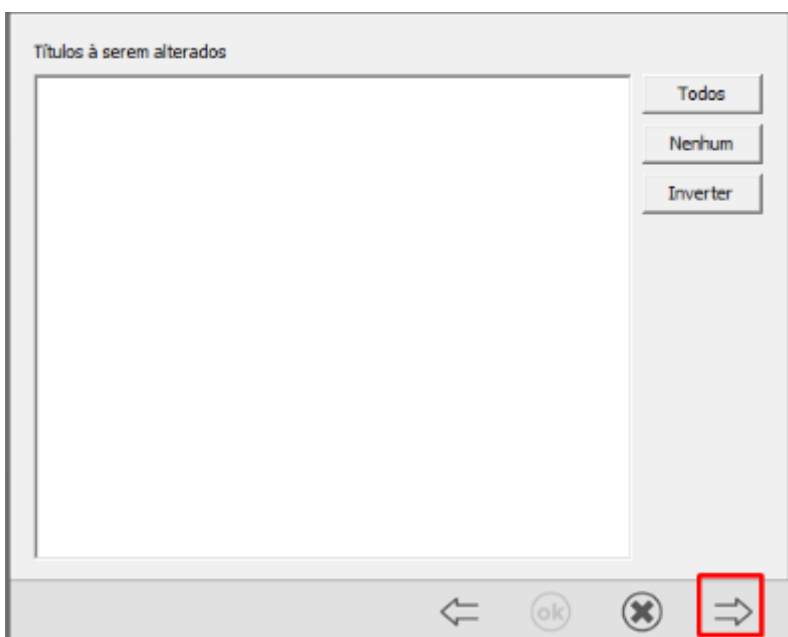 Títulos à serem alterados
Todos
Nenhum
Inverter
ok